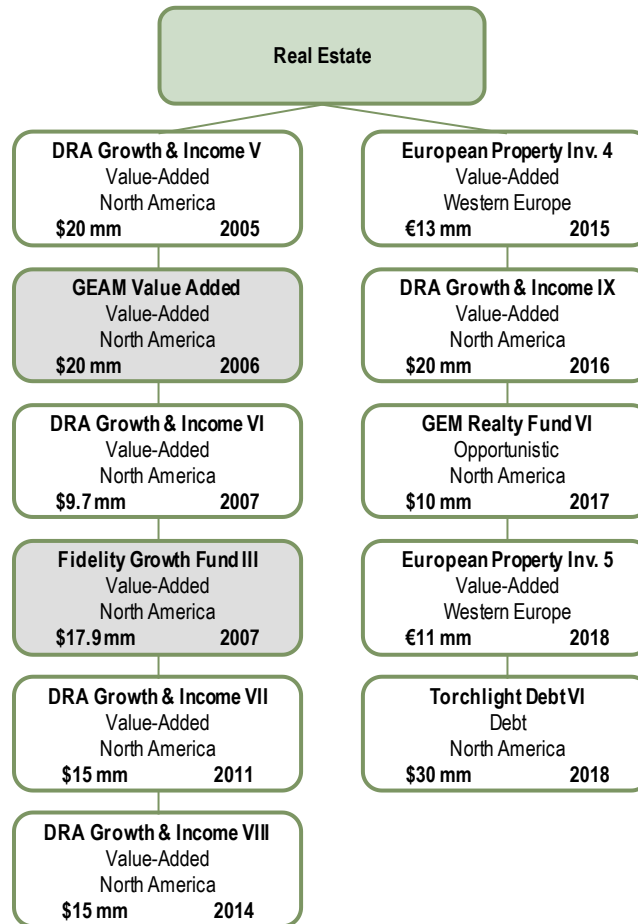 Real Estate
DRA Growth & Income V
Value-Added
North America
$20 mm 2005
GEAM Value Added
Value-Added
North America
$20 mm 2006
DRA Growth & Income VI
Value-Added
North America
$9.7 mm 2007
Fidelity Growth Fund III
Value-Added
North America
$17.9 mm 2007
DRA Growth & Income VII
Value-Added
North America
$15 mm 2011
DRA Growth & Income VIII
Value-Added
North America
$15 mm 2014
European Property Inv. 4
Value-Added
Western Europe
€13 mm 2015
DRA Growth & Income IX
Value-Added
North America
$20 mm 2016
GEM Realty Fund VI
Opportunistic
North America
$10 mm 2017
European Property Inv. 5
Value-Added
Western Europe
€11 mm 2018
Torchlight Debt VI
Debt
North America
$30 mm 2018